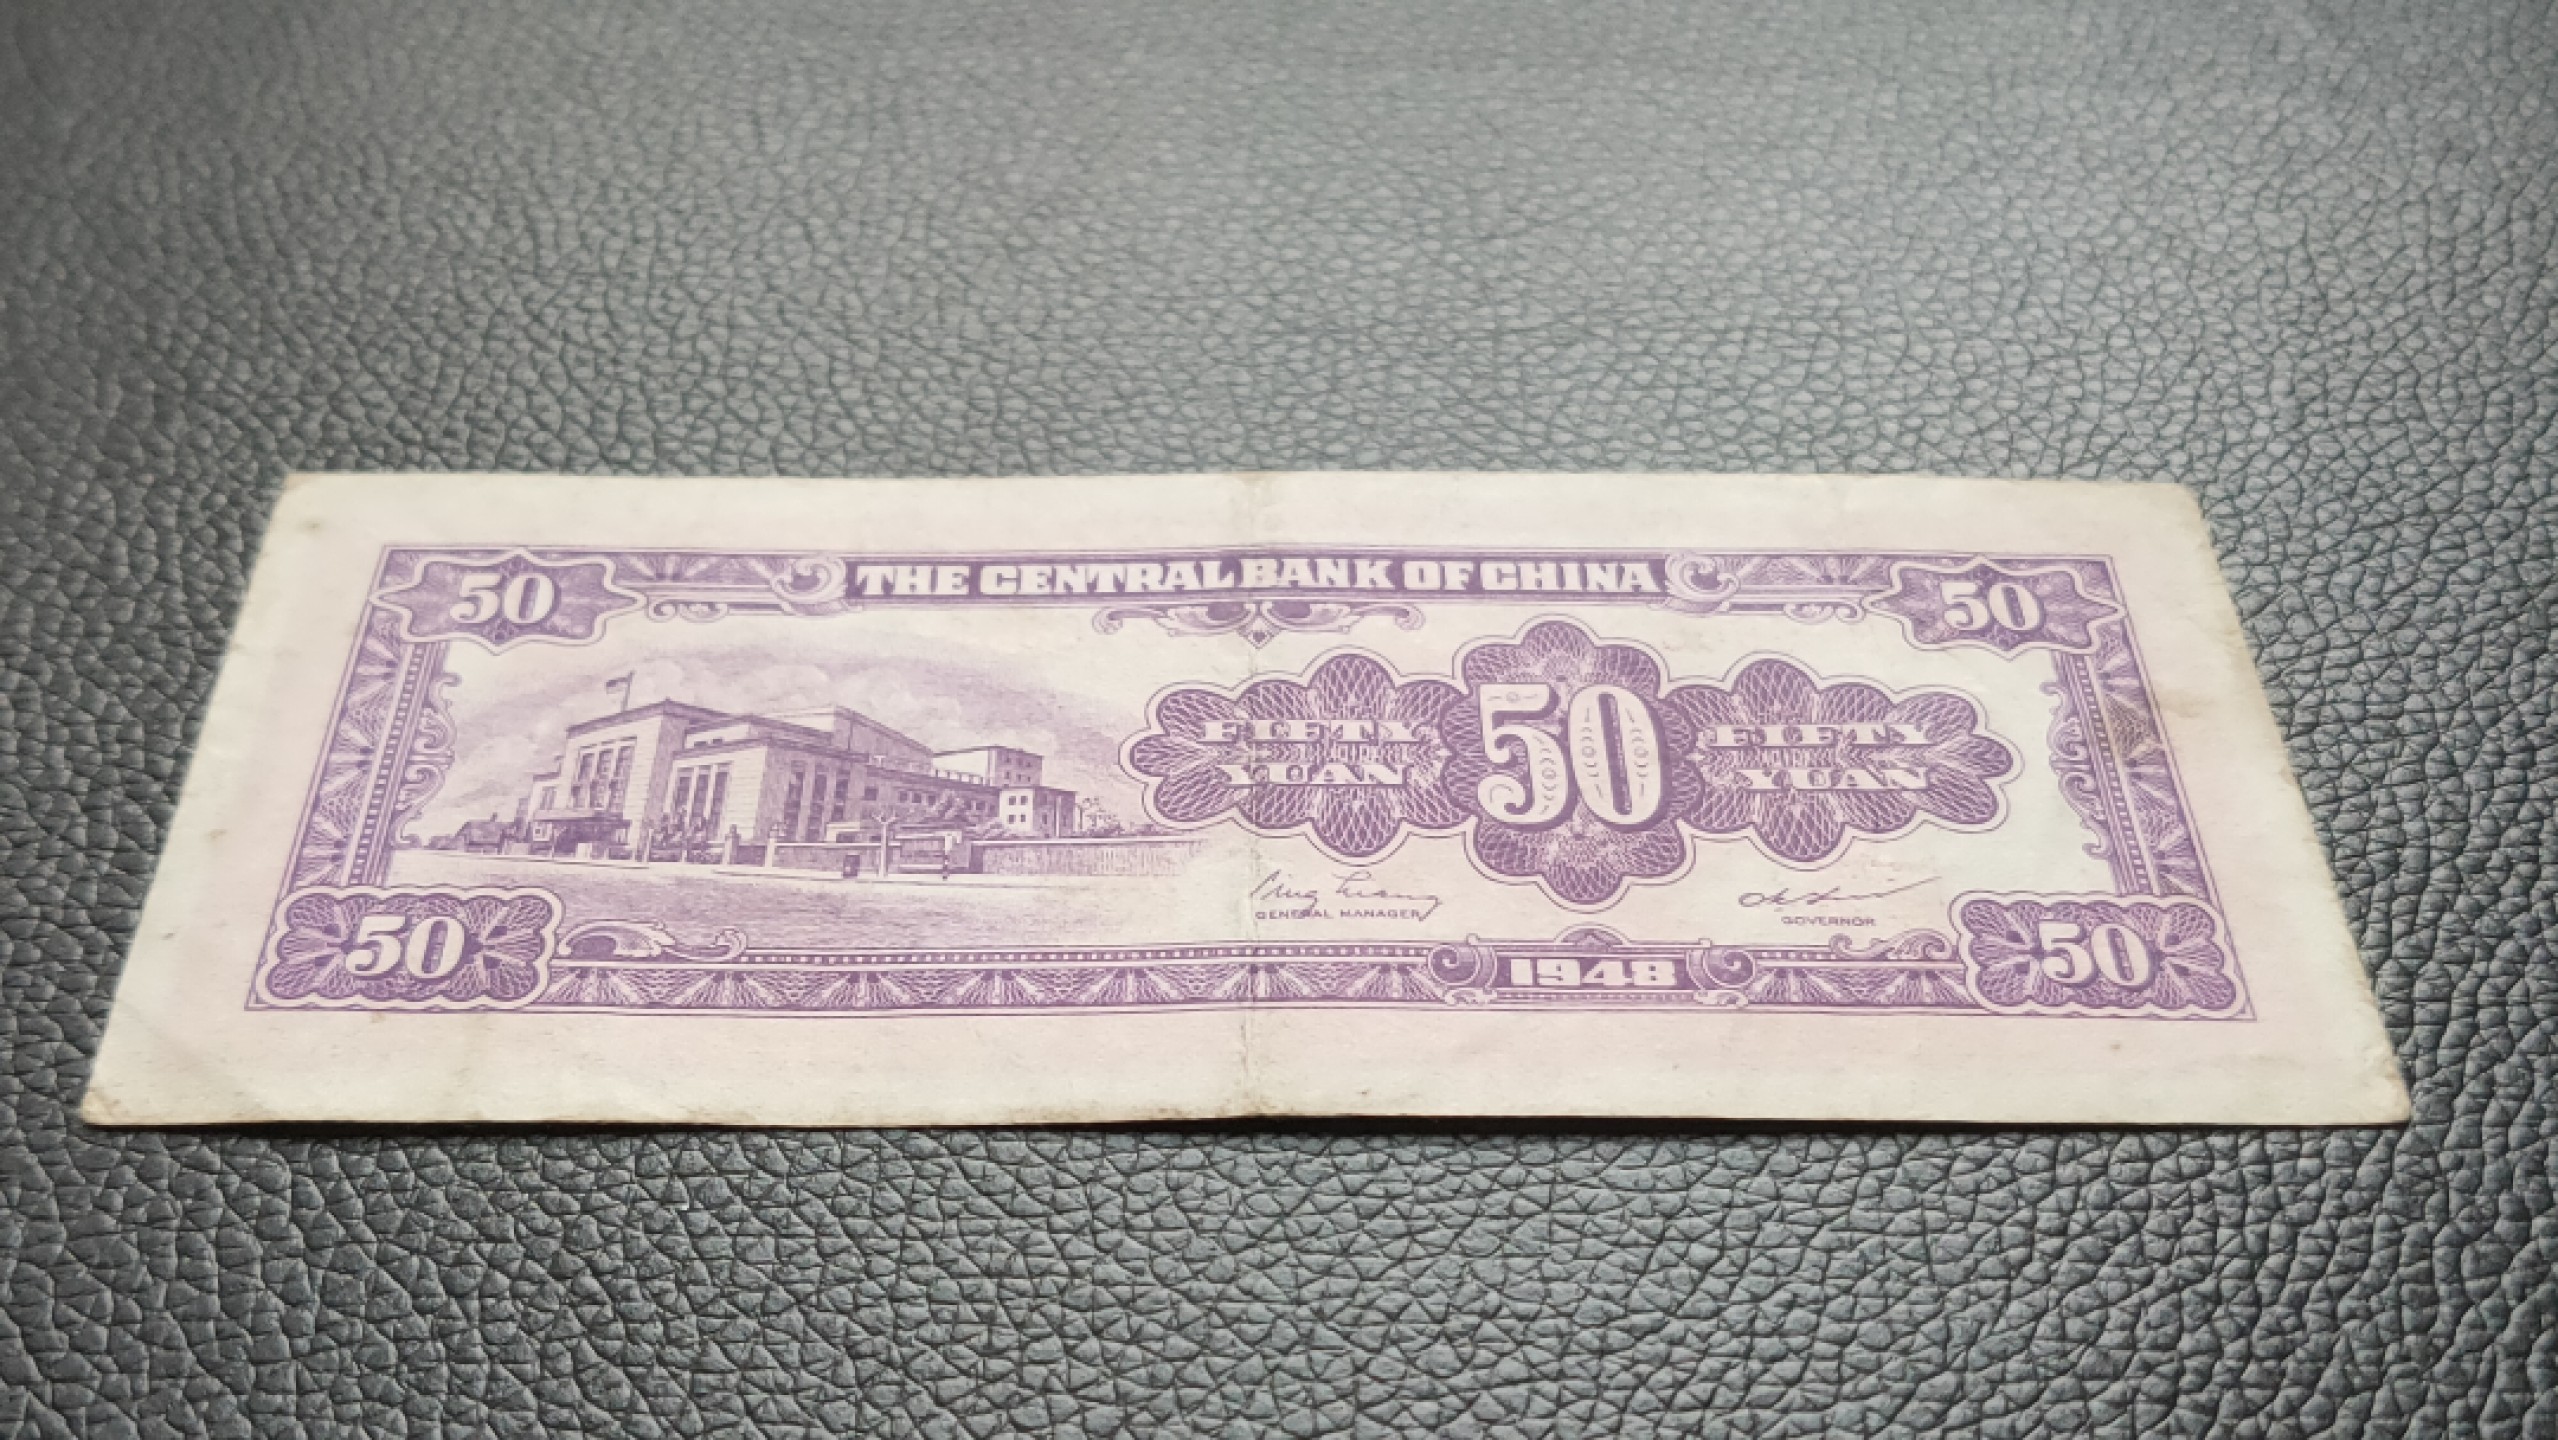 THE CENTRAL BANK OF CHINA
50
50
FIFTY
YUAN
50
FIFTY
YUAN
GENERAL MANAGER
GOVERNOR
50
1948
50